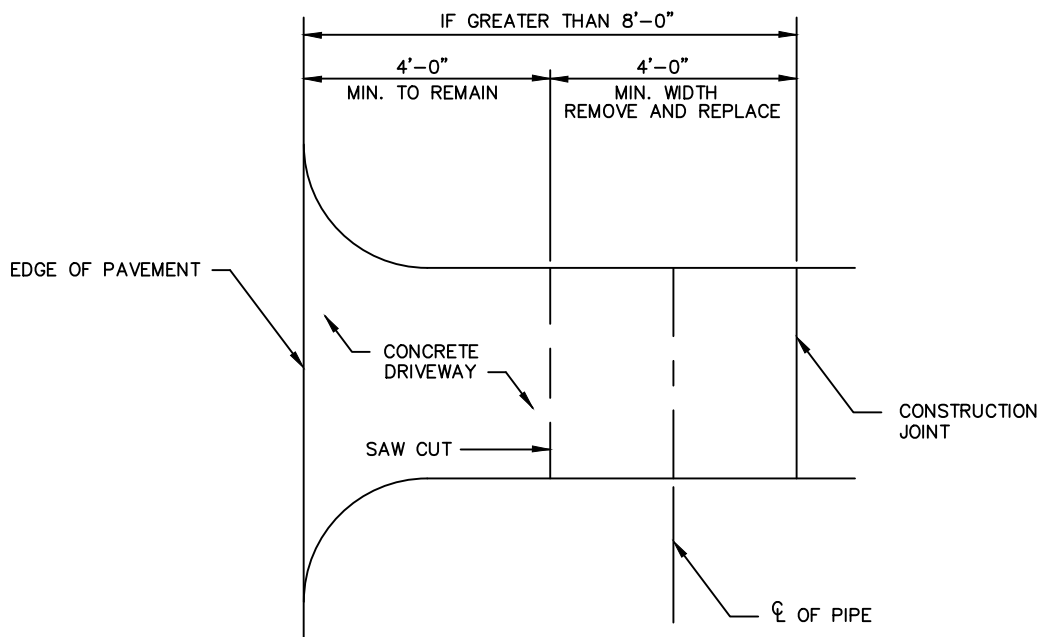 IF GREATER THAN 8'-0"
4'-0"
MIN. TO REMAIN
4'-0"
MIN. WIDTH
REMOVE AND REPLACE
EDGE OF PAVEMENT
CONCRETE
DRIVEWAY
SAW CUT
CONSTRUCTION
JOINT
℄ OF PIPE